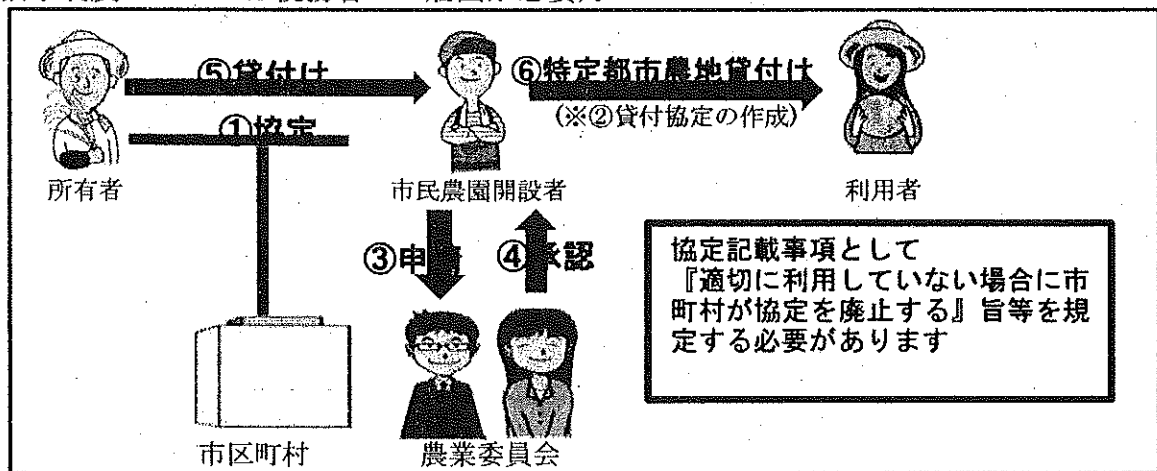 ⑤貸付け
⑥特定都市農地貸付け
(※②貸付協定の作成)
①協定
所有者
市民農園開設者
利用者
③申
④承認
協定記載事項として
『適切に利用していない場合に市
町村が協定を廃止する』旨等を規
定する必要があります
市区町村
農業委員会